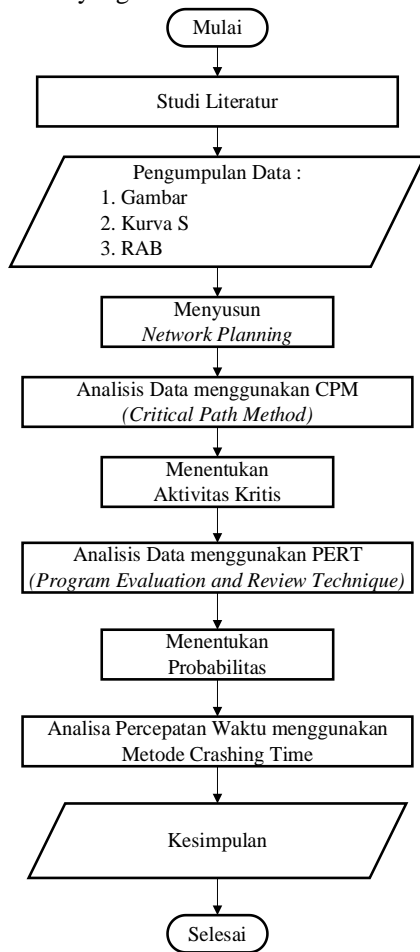 Mulai
Studi Literatur
Pengumpulan Data :
1. Gambar
2. Kurva S
3. RAB
Menyusun
Network Planning
Analisis Data menggunakan CPM
(Critical Path Method)
Menentukan
Aktivitas Kritis
Analisis Data menggunakan PERT
(Program Evaluation and Review Technique)
Menentukan
Probabilitas
Analisa Percepatan Waktu menggunakan
Metode Crashing Time
Kesimpulan
Selesai